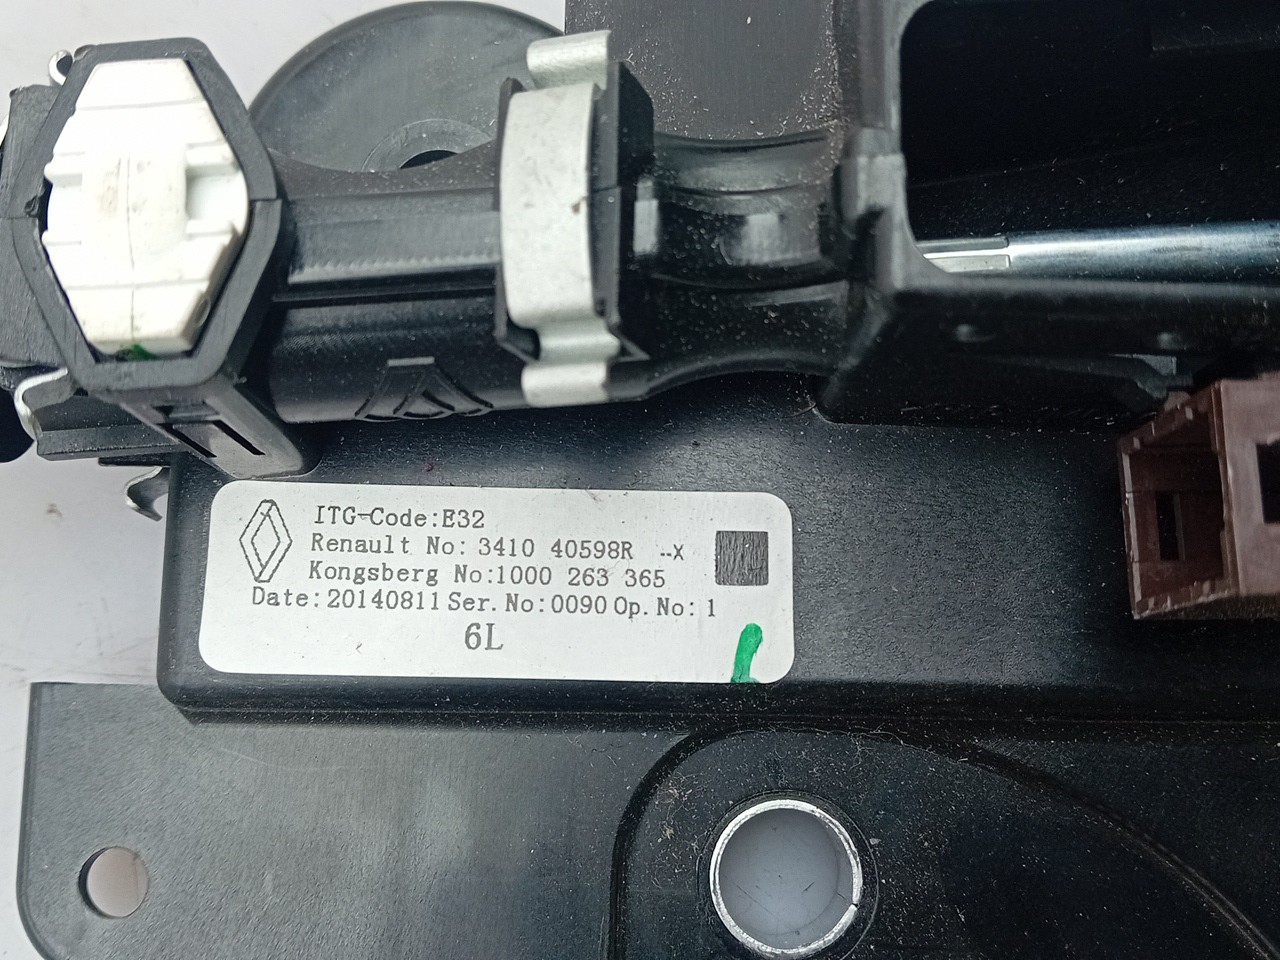 ITG-Code:E32
Renault No: 3410 40598R --X
Kongsberg No:1000 263 365
Date: 20140811 Ser. No:0090 Op. No: 1
6L